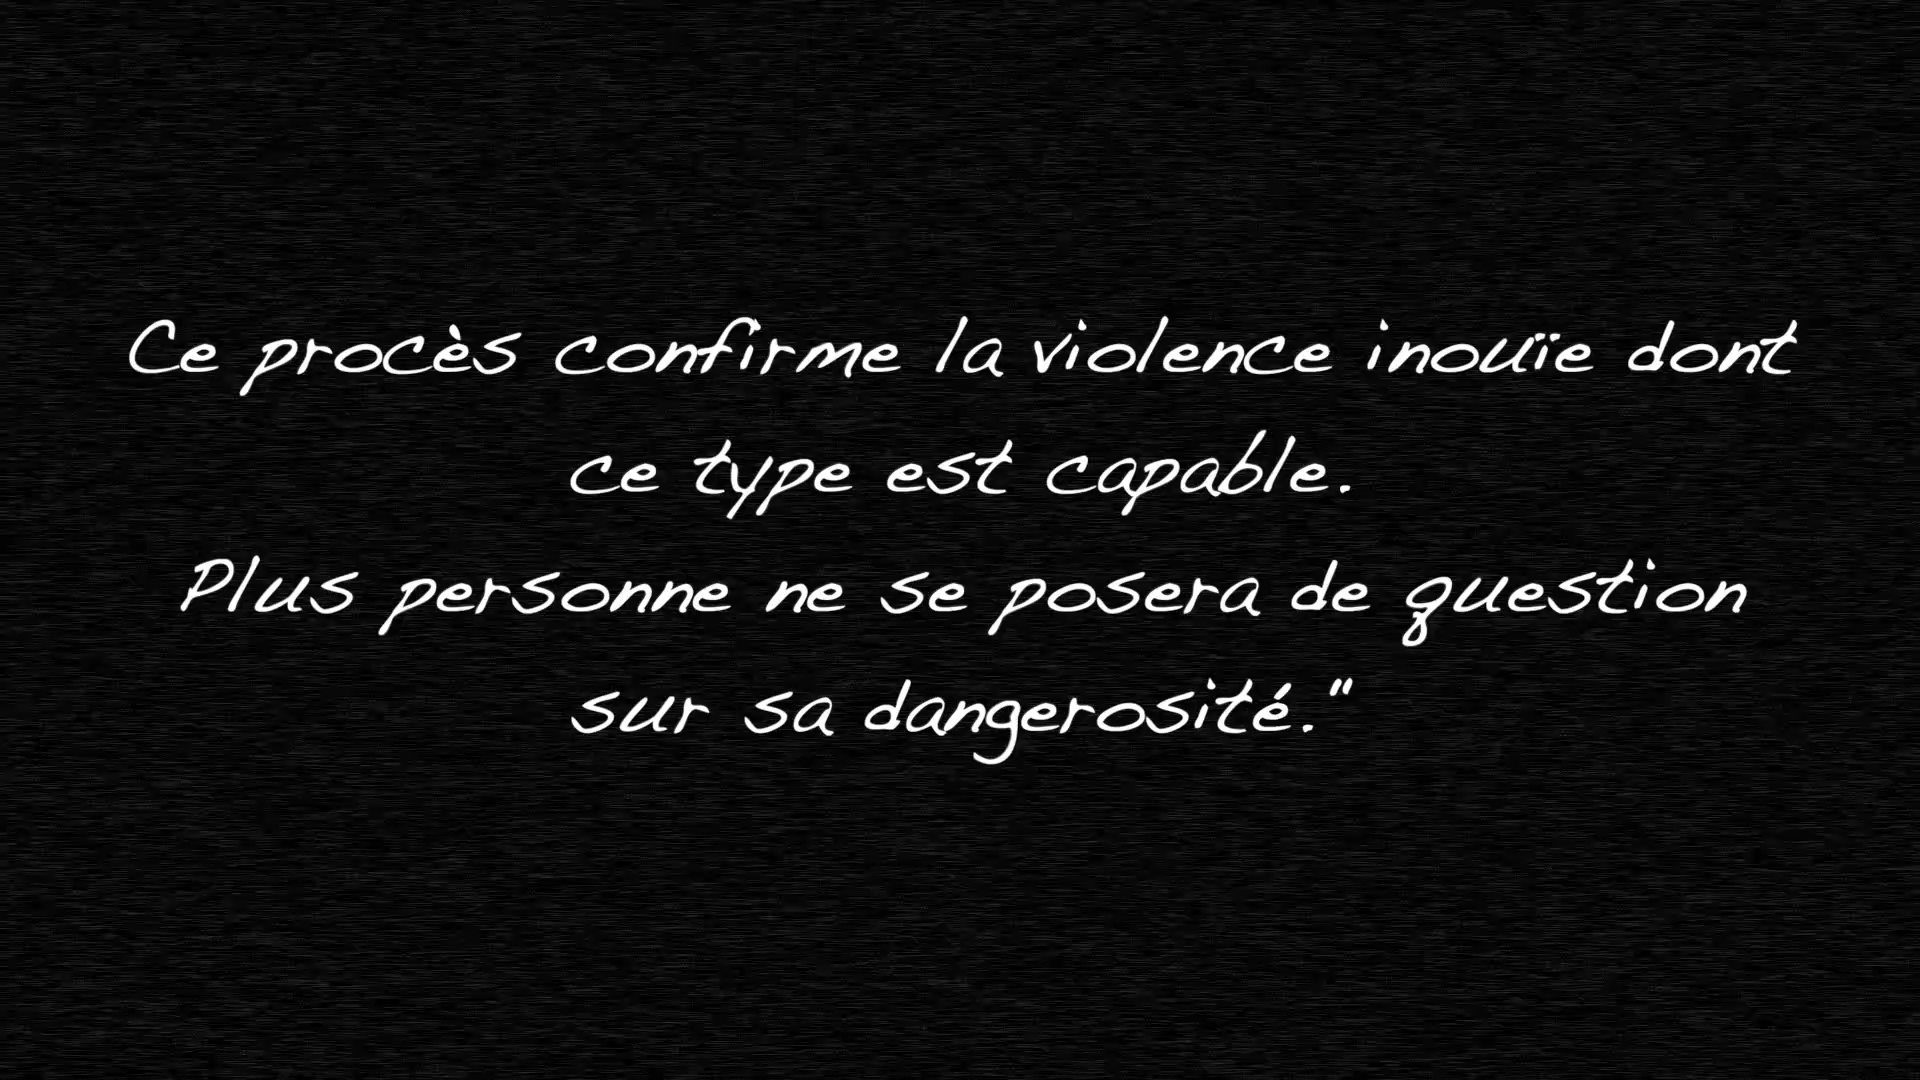 Ce procès confirme la violence inouïe dont
ce type est capable.
Plus personne ne se posera de question
sur sa dangerosité."